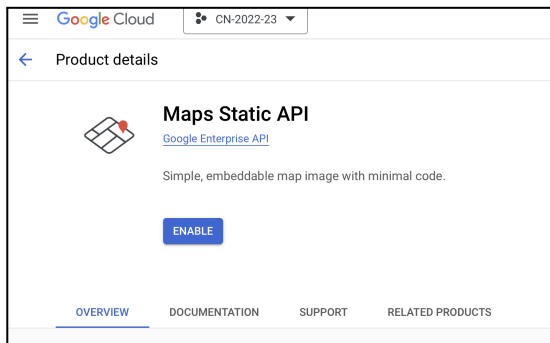 Google Cloud
CN-2022-23
Product details
Maps Static API
Google Enterprise API
Simple, embeddable map image with minimal code.
ENABLE
OVERVIEW DOCUMENTATION SUPPORT RELATED PRODUCTS